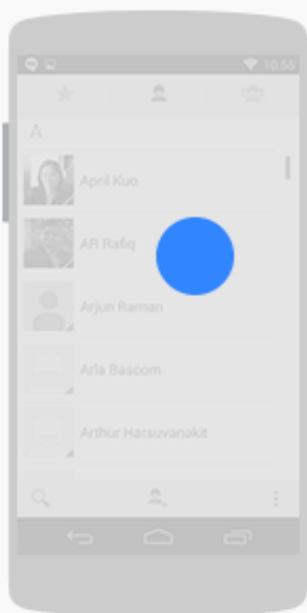 10:55
A
April Kuo
AR Rafiq
Arjun Raman
Arla Bascom
Arthur Harsuvanakit